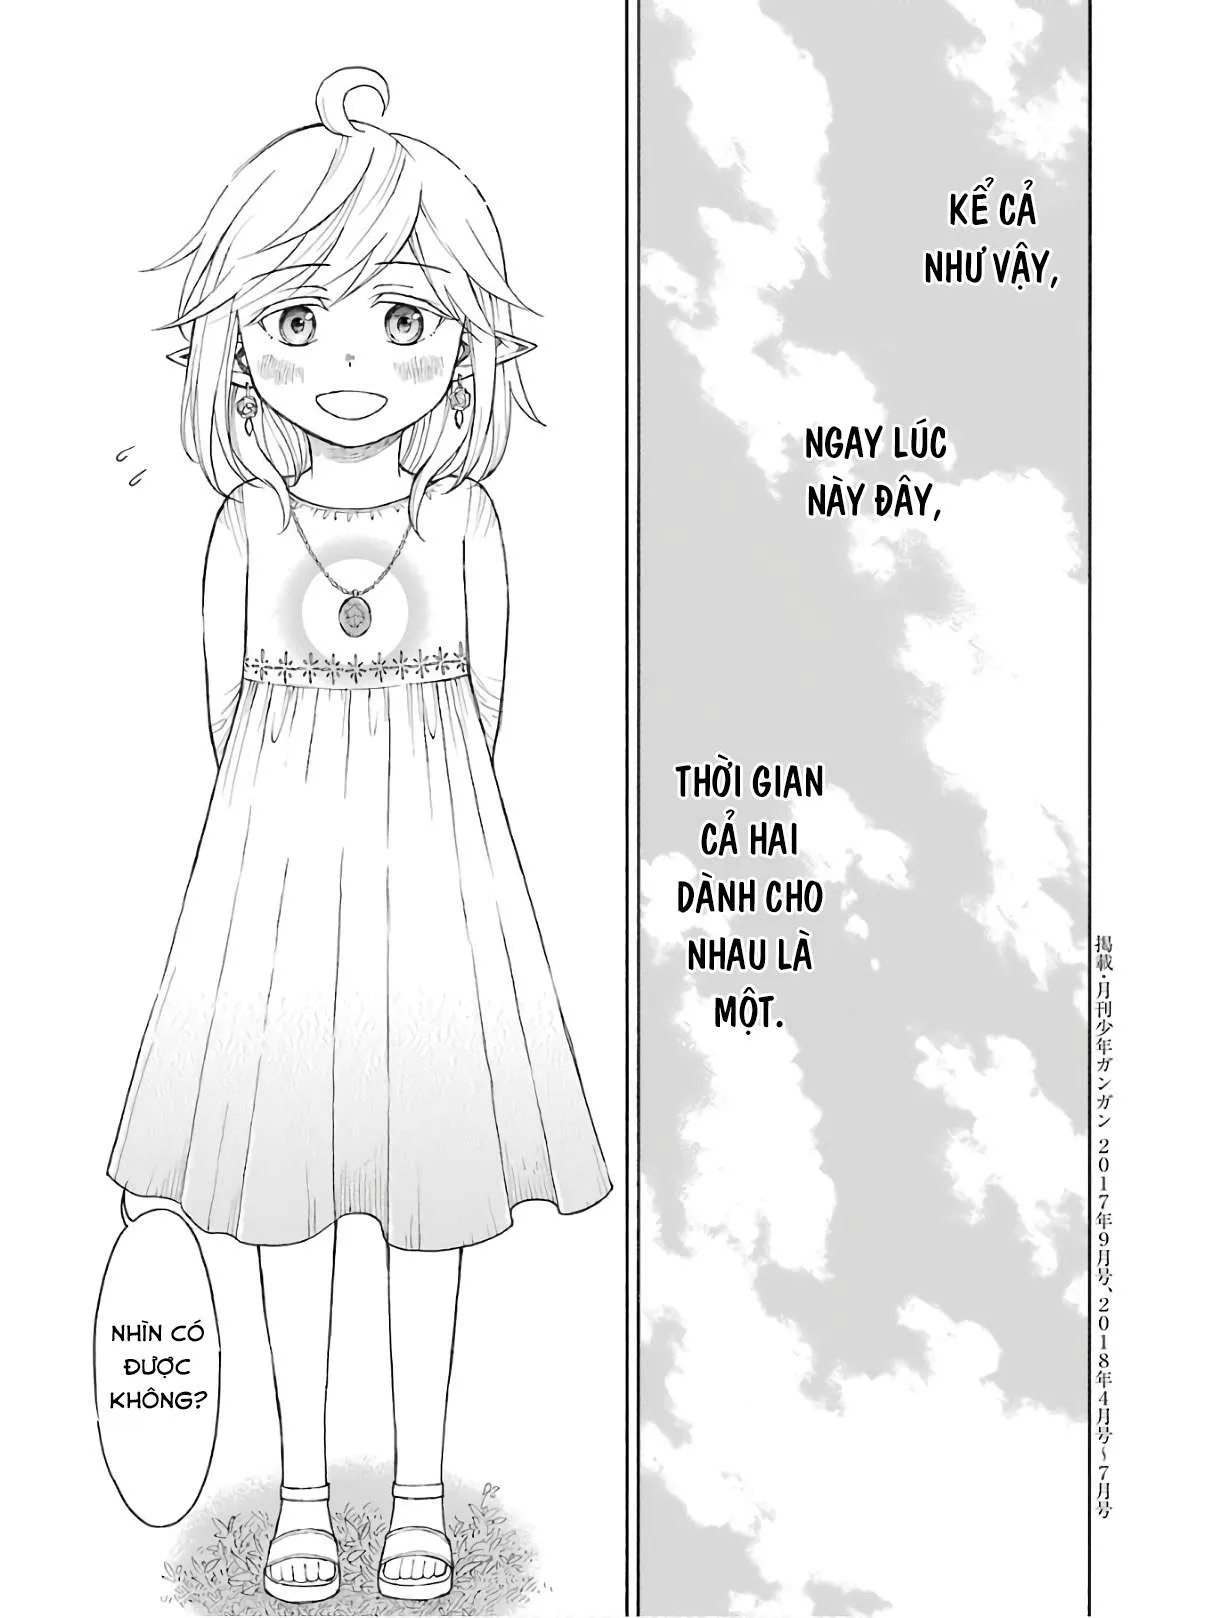 KỂ CẢ
NHƯ VẬY,
NGAY LÚC
NÀY ĐÂY,
THỜI GIAN
CẢ HAI
DÀNH CHO
NHAU LÀ
MỘT.
掲載・月刊少年ガンガン 2017年9月号、2018年4月号～7月号
NHÌN CÓ
ĐƯỢC
KHÔNG?